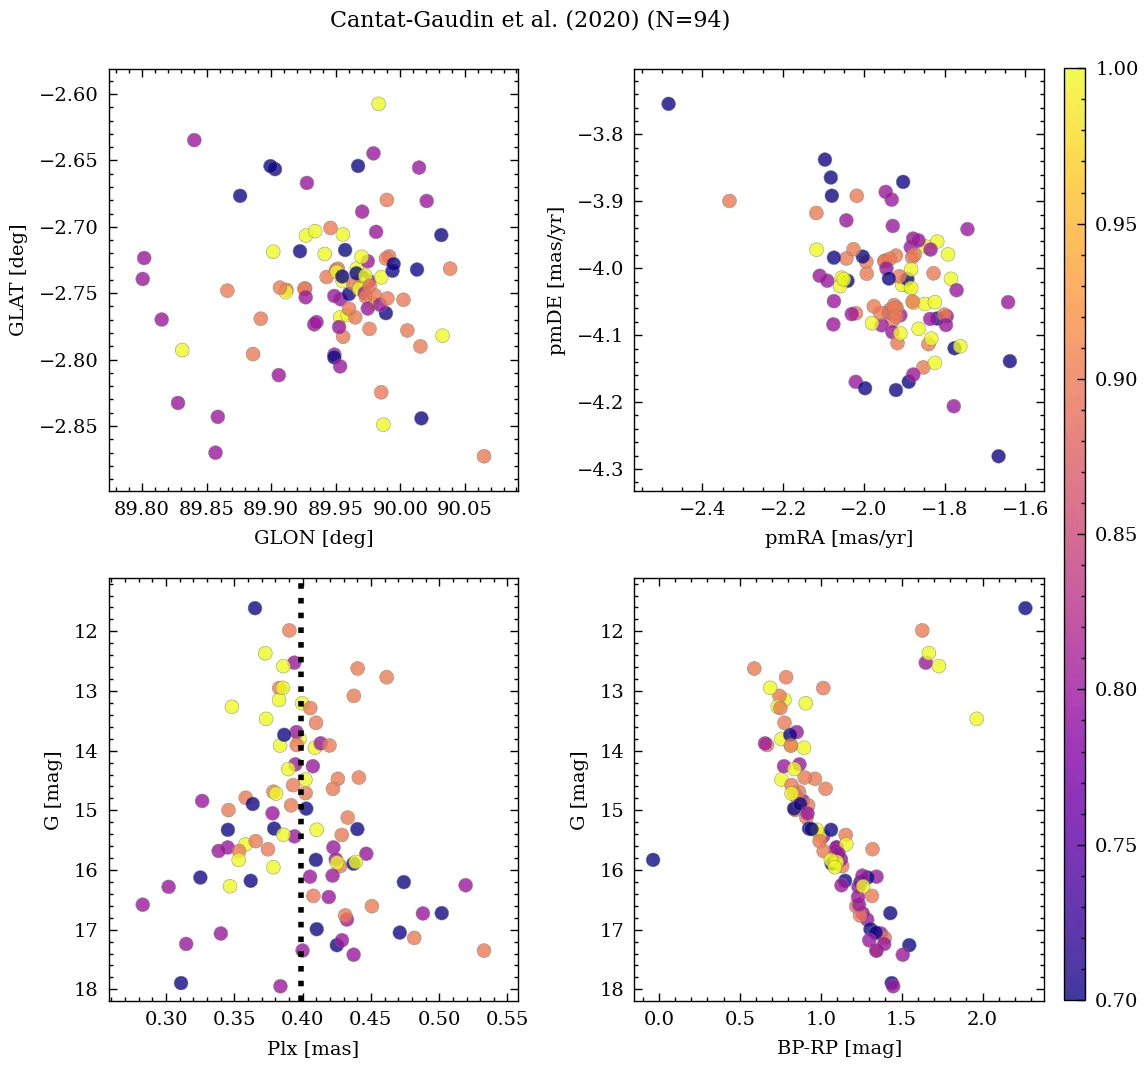 Cantat-Gaudin et al. (2020) (N=94)
−2.60
−2.65
−2.70
−2.75
−2.80
−2.85
GLAT [deg]
89.80 89.85 89.90 89.95 90.00 90.05
GLON [deg]
−3.8
−3.9
−4.0
−4.1
−4.2
−4.3
pmDE [mas/yr]
−2.4 −2.2 −2.0 −1.8 −1.6
pmRA [mas/yr]
12
13
14
15
16
17
18
G [mag]
0.30 0.35 0.40 0.45 0.50 0.55
Plx [mas]
12
13
14
15
16
17
18
G [mag]
0.0 0.5 1.0 1.5 2.0
BP-RP [mag]
1.00
0.95
0.90
0.85
0.80
0.75
0.70